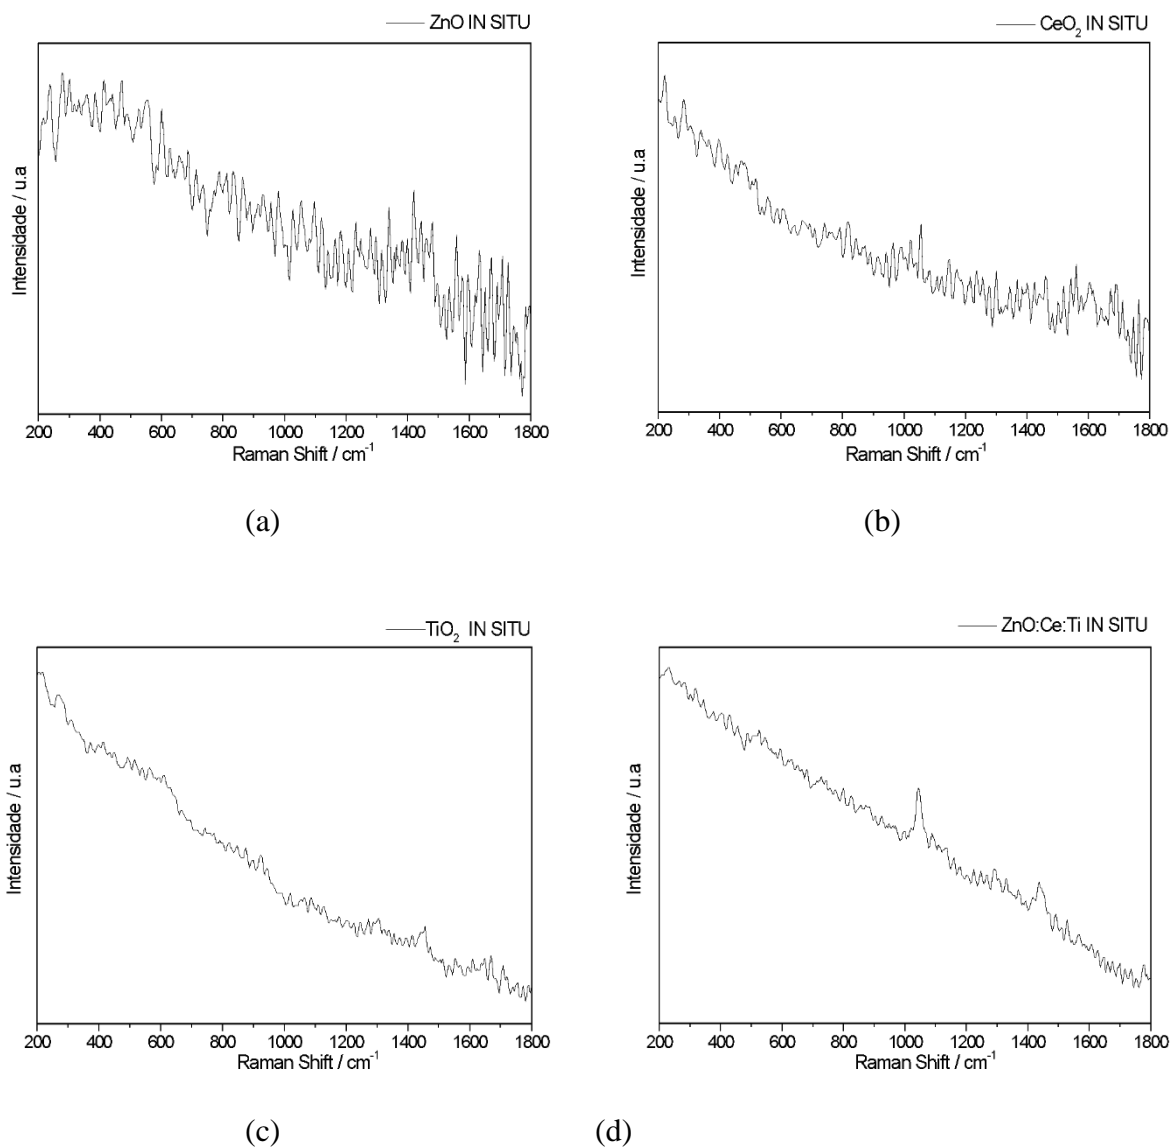 ZnO IN SITU
CeO₂ IN SITU
Intensidade / u.a
200 400 600 800 1000 1200 1400 1600 1800
Raman Shift / cm⁻¹
Intensidade / u.a
200 400 600 800 1000 1200 1400 1600 1800
Raman Shift / cm⁻¹
(a)
(b)
TiO₂ IN SITU
ZnO:Ce:Ti IN SITU
Intensidade / u.a
200 400 600 800 1000 1200 1400 1600 1800
Raman Shift / cm⁻¹
Intensidade / u.a
200 400 600 800 1000 1200 1400 1600 1800
Raman Shift / cm⁻¹
(c)
(d)